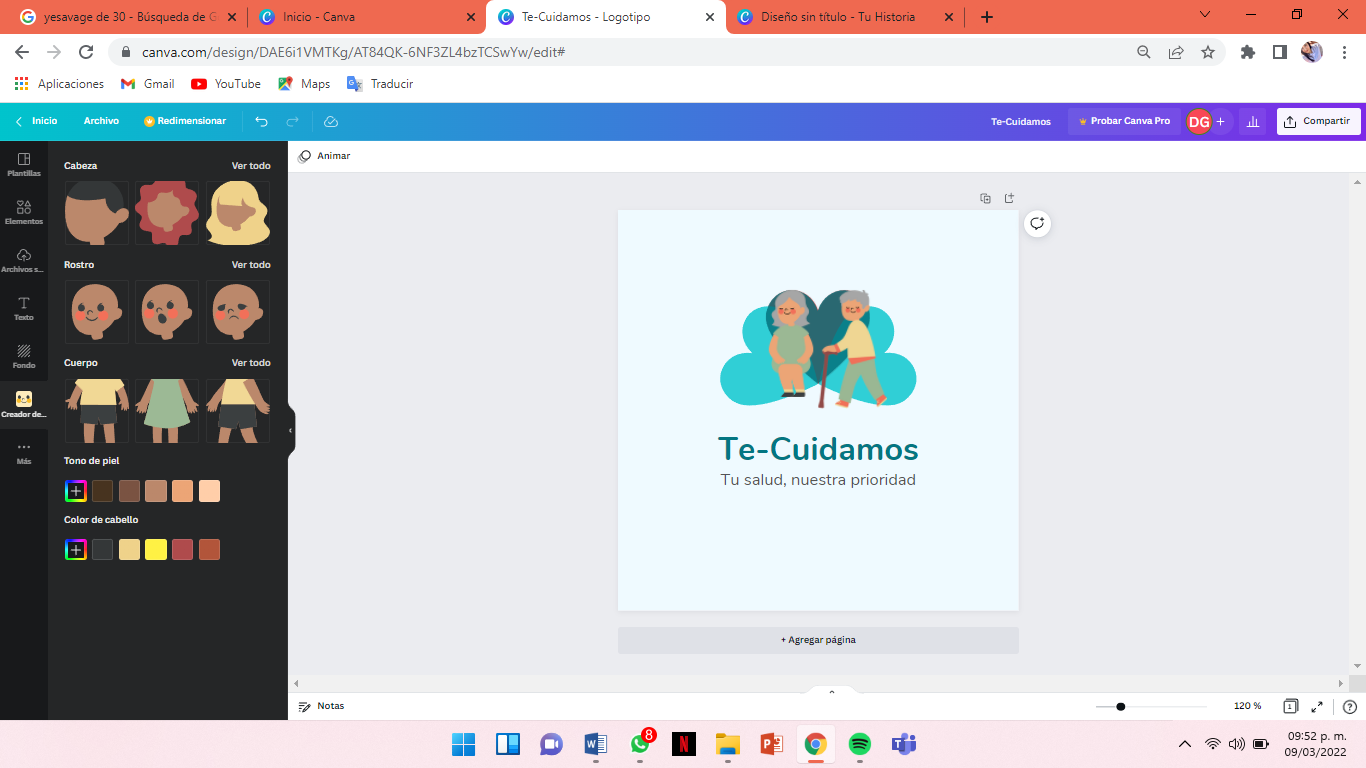 yesavage de 30 - Búsqueda de G
Inicio - Canva
Te-Cuidamos - Logotipo
Diseño sin título - Tu Historia
canva.com/design/DAE6i1VMTKg/AT84QK-6NF3ZL4bzTCSwYw/edit#
Aplicaciones
Gmail
YouTube
Maps
Traducir
Inicio
Archivo
Redimensionar
Te-Cuidamos
Probar Canva Pro
DG
Compartir
Plantillas
Elementos
Archivos s...
Texto
Fondo
Creador de...
Más
Cabeza
Ver todo
Rostro
Ver todo
Cuerpo
Ver todo
Tono de piel
Color de cabello
Animar
Te-Cuidamos
Tu salud, nuestra prioridad
+ Agregar página
Notas
120 %
1
8
09:52 p. m.
09/03/2022